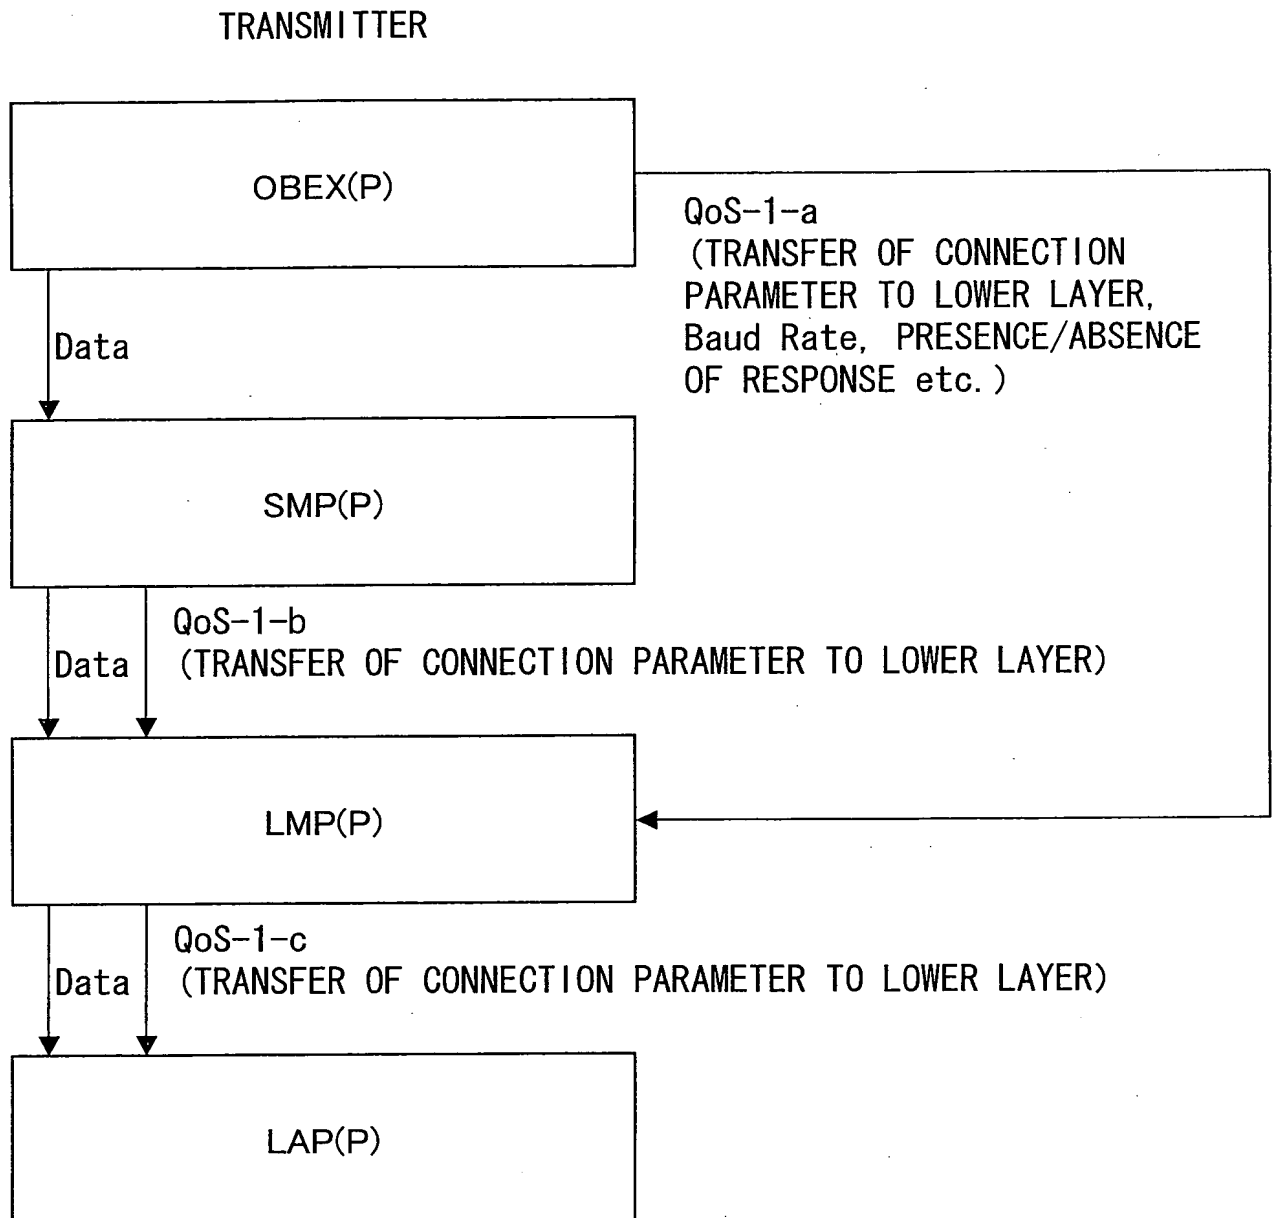 TRANSMITTER
OBEX(P)
QoS-1-a
(TRANSFER OF CONNECTION
PARAMETER TO LOWER LAYER,
Baud Rate, PRESENCE/ABSENCE
OF RESPONSE etc.)
Data
SMP(P)
QoS-1-b
Data
(TRANSFER OF CONNECTION PARAMETER TO LOWER LAYER)
LMP(P)
QoS-1-c
Data
(TRANSFER OF CONNECTION PARAMETER TO LOWER LAYER)
LAP(P)